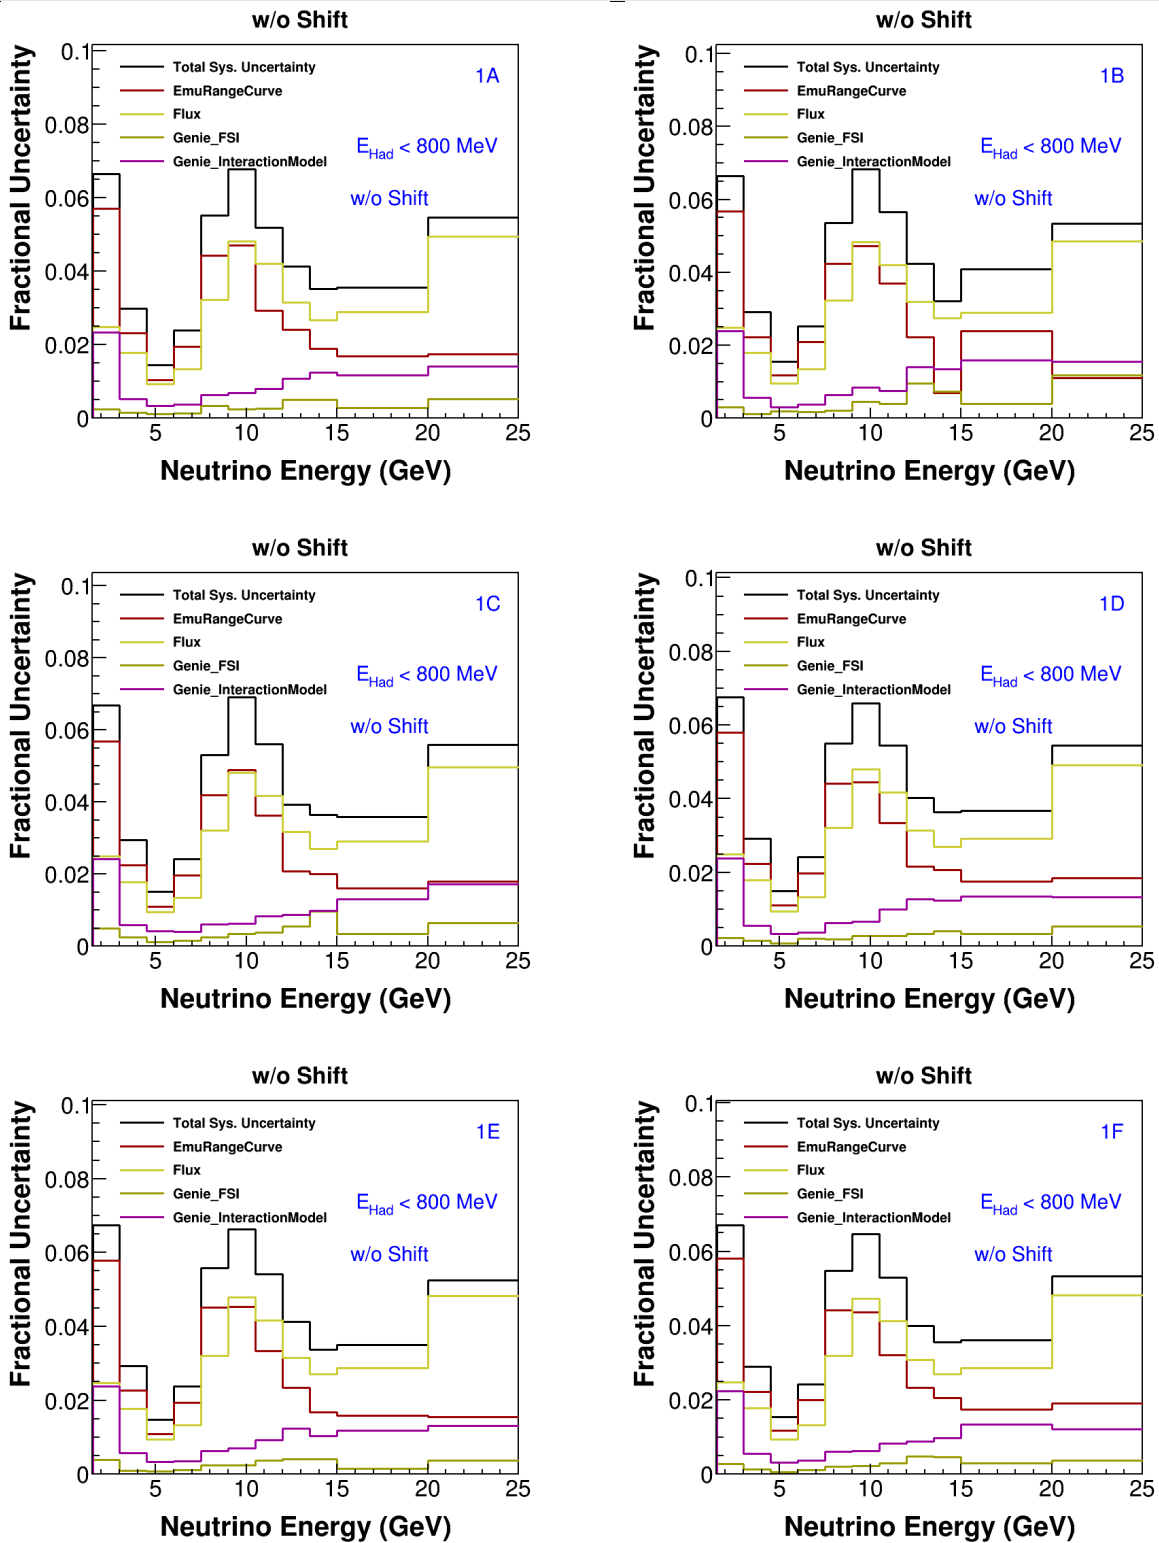 w/o Shift
Fractional Uncertainty
0.1
0.08
0.06
0.04
0.02
0
Total Sys. Uncertainty
EmuRangeCurve
Flux
Genie_FSI
Genie_InteractionModel
1A
E_Had < 800 MeV
w/o Shift
5 10 15 20 25
Neutrino Energy (GeV)
w/o Shift
Fractional Uncertainty
0.1
0.08
0.06
0.04
0.02
0
Total Sys. Uncertainty
EmuRangeCurve
Flux
Genie_FSI
Genie_InteractionModel
1B
E_Had < 800 MeV
w/o Shift
5 10 15 20 25
Neutrino Energy (GeV)
w/o Shift
Fractional Uncertainty
0.1
0.08
0.06
0.04
0.02
0
Total Sys. Uncertainty
EmuRangeCurve
Flux
Genie_FSI
Genie_InteractionModel
1C
E_Had < 800 MeV
w/o Shift
5 10 15 20 25
Neutrino Energy (GeV)
w/o Shift
Fractional Uncertainty
0.1
0.08
0.06
0.04
0.02
0
Total Sys. Uncertainty
EmuRangeCurve
Flux
Genie_FSI
Genie_InteractionModel
1D
E_Had < 800 MeV
w/o Shift
5 10 15 20 25
Neutrino Energy (GeV)
w/o Shift
Fractional Uncertainty
0.1
0.08
0.06
0.04
0.02
0
Total Sys. Uncertainty
EmuRangeCurve
Flux
Genie_FSI
Genie_InteractionModel
1E
E_Had < 800 MeV
w/o Shift
5 10 15 20 25
Neutrino Energy (GeV)
w/o Shift
Fractional Uncertainty
0.1
0.08
0.06
0.04
0.02
0
Total Sys. Uncertainty
EmuRangeCurve
Flux
Genie_FSI
Genie_InteractionModel
1F
E_Had < 800 MeV
w/o Shift
5 10 15 20 25
Neutrino Energy (GeV)